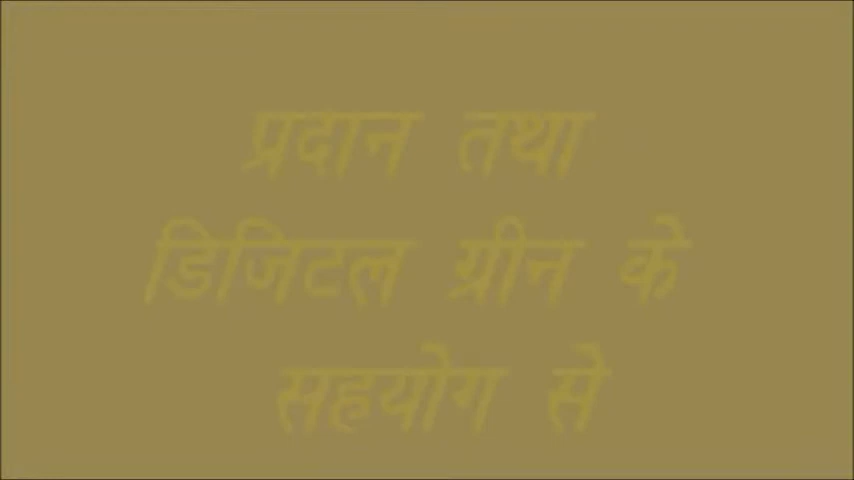 प्रदान तथा
डिजिटल ग्रीन के
सहयोग से